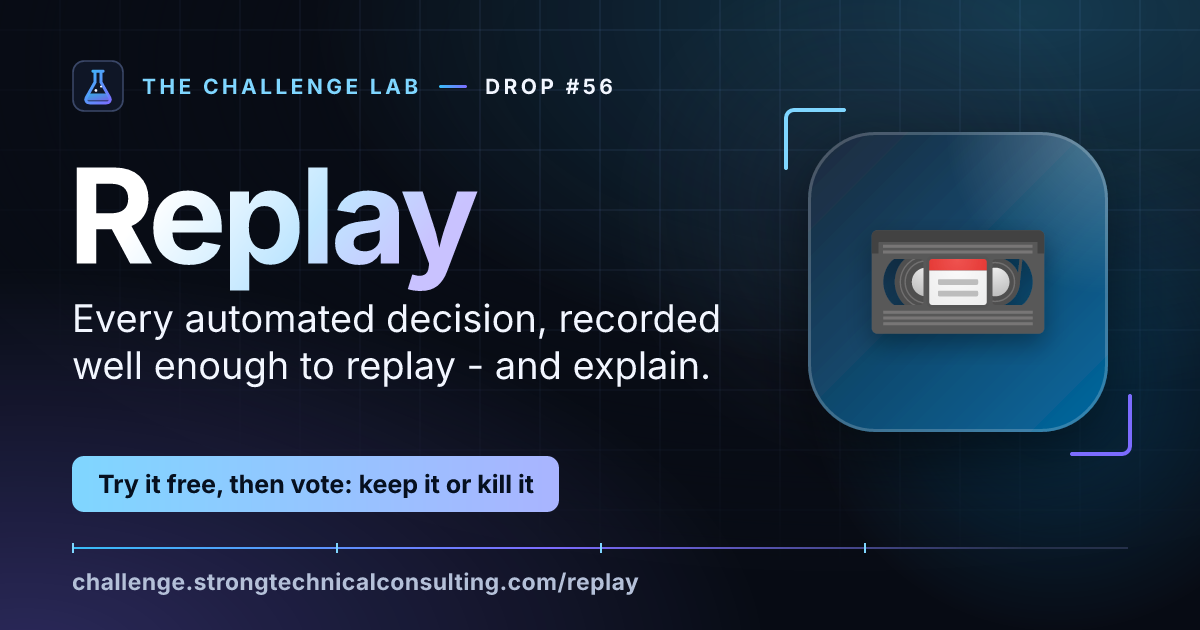 THE CHALLENGE LAB — DROP #56
Replay
Every automated decision, recorded
well enough to replay - and explain.
Try it free, then vote: keep it or kill it
challenge.strongtechnicalconsulting.com/replay